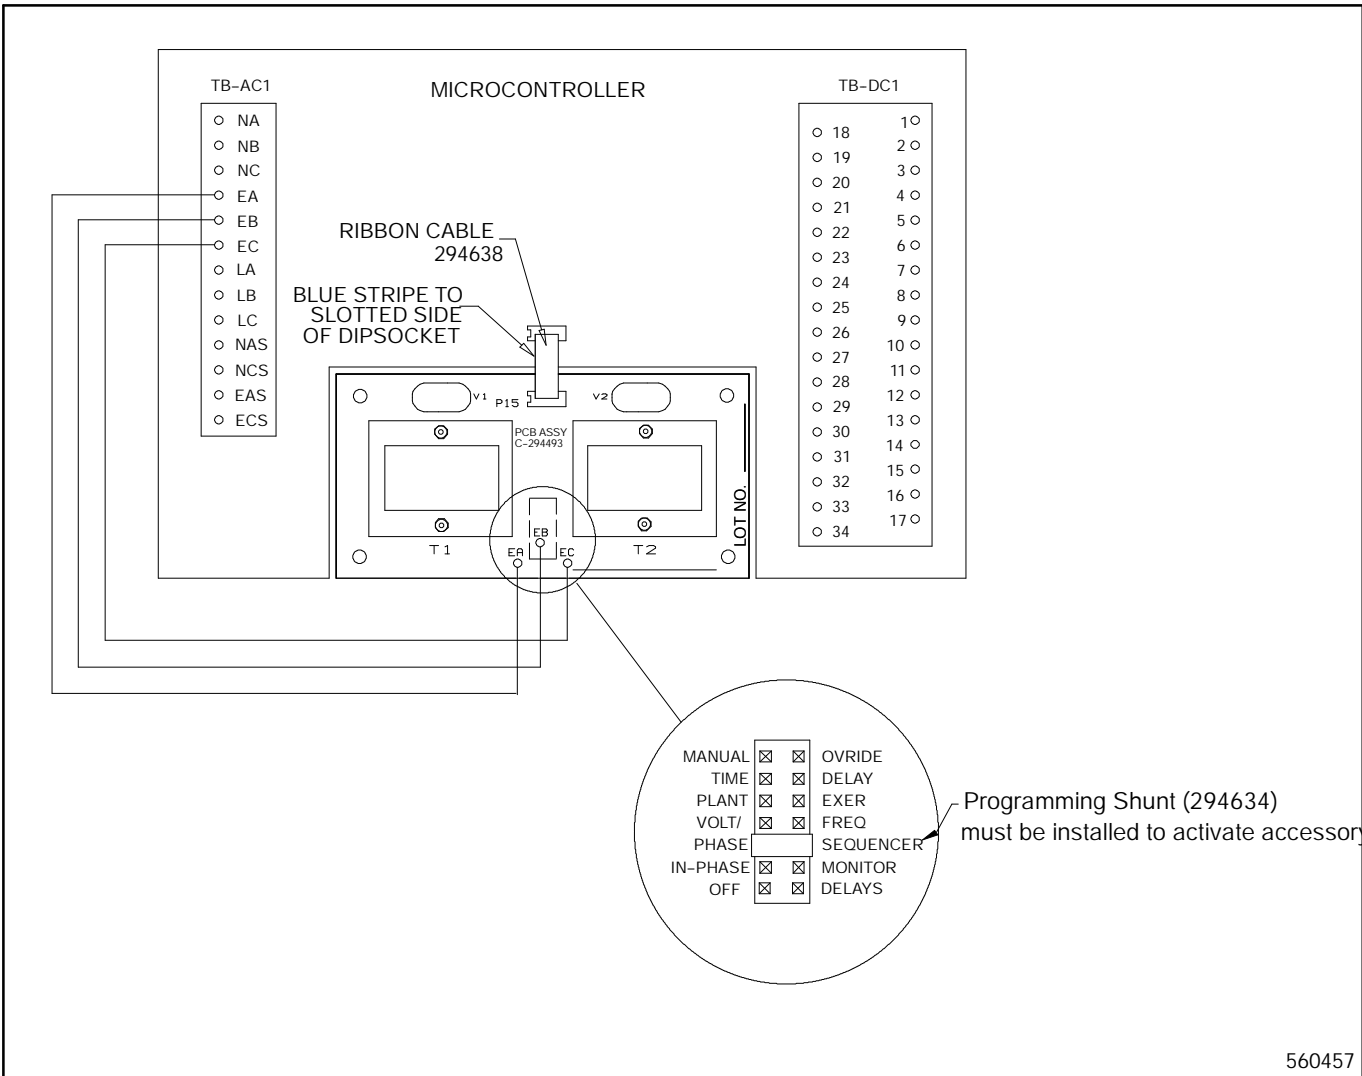 TB-AC1
MICROCONTROLLER
TB-DC1
NA
NB
NC
EA
EB
EC
LA
LB
LC
NAS
NCS
EAS
ECS
18
19
20
21
22
23
24
25
26
27
28
29
30
31
32
33
34
1
2
3
4
5
6
7
8
9
10
11
12
13
14
15
16
17
RIBBON CABLE
294638
BLUE STRIPE TO
SLOTTED SIDE
OF DIPSOCKET
V1
P15
V2
PCB ASSY
C-294493
LOT NO.
T1
T2
EB
EA
EC
MANUAL OVRIDE
TIME DELAY
PLANT EXER
VOLT/ FREQ
PHASE SEQUENCER
IN-PHASE MONITOR
OFF DELAYS
Programming Shunt (294634)
must be installed to activate accessory
560457